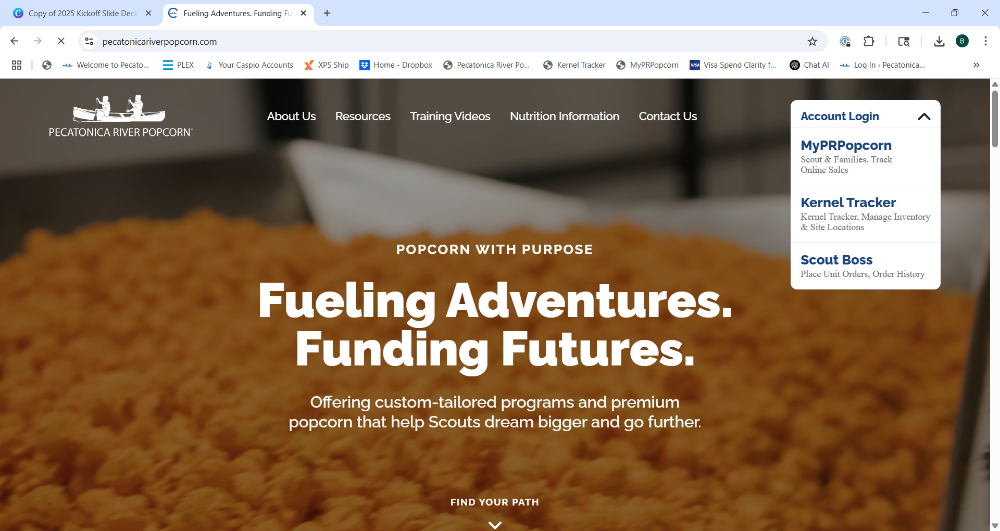 Copy of 2025 Kickoff Slide Deck
Fueling Adventures. Funding Fu
pecatonicariverpopcorn.com
B
Welcome to Pecato...
PLEX
Your Caspio Accounts
XPS Ship
Home - Dropbox
Pecatonica River Po...
Kernel Tracker
MyPRPopcorn
VISA
Visa Spend Clarity f...
Chat AI
Log In ‹ Pecatonica...
PECATONICA RIVER POPCORN®
About Us
Resources
Training Videos
Nutrition Information
Contact Us
Account Login
MyPRPopcorn
Scout & Families, Track
Online Sales
Kernel Tracker
Kernel Tracker, Manage Inventory
& Site Locations
Scout Boss
Place Unit Orders, Order History
POPCORN WITH PURPOSE
Fueling Adventures.
Funding Futures.
Offering custom-tailored programs and premium
popcorn that help Scouts dream bigger and go further.
FIND YOUR PATH